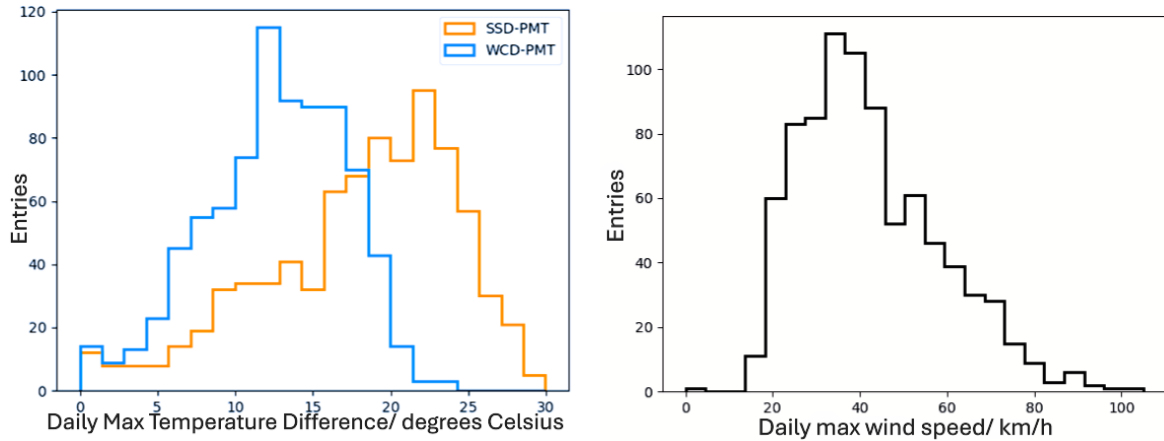 120
100
80
60
40
20
0
Entries
SSD-PMT
WCD-PMT
0 5 10 15 20 25 30
Daily Max Temperature Difference/ degrees Celsius
100
80
60
40
20
0
Entries
0 20 40 60 80 100
Daily max wind speed/ km/h